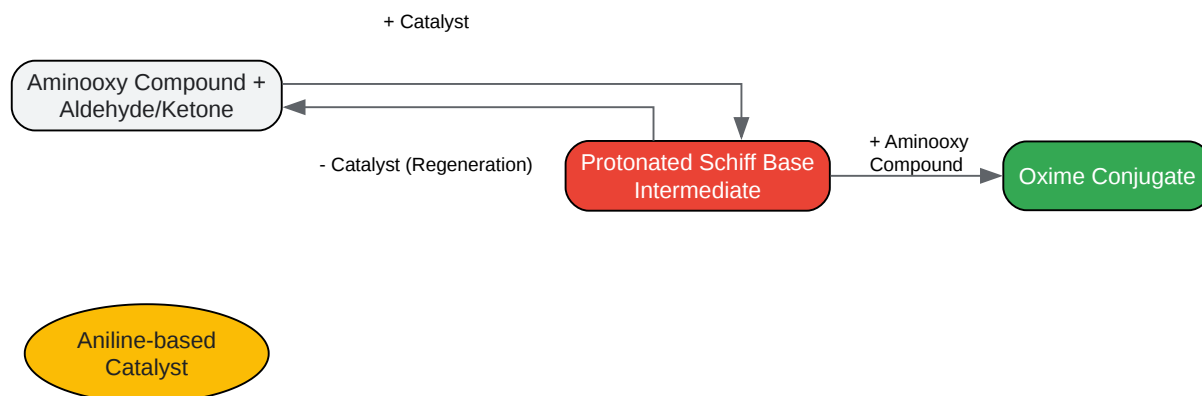 + Catalyst
Aminooxy Compound +
Aldehyde/Ketone
- Catalyst (Regeneration)
Protonated Schiff Base
Intermediate
+ Aminooxy
Compound
Oxime Conjugate
Aniline-based
Catalyst